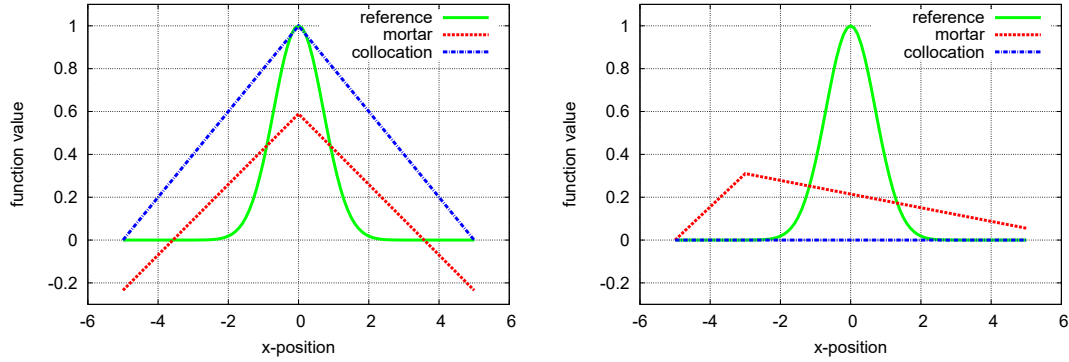 reference
mortar
collocation
function value
1
0.8
0.6
0.4
0.2
0
-0.2
-6
-4
-2
0
2
4
6
x-position
reference
mortar
collocation
function value
1
0.8
0.6
0.4
0.2
0
-0.2
-6
-4
-2
0
2
4
6
x-position